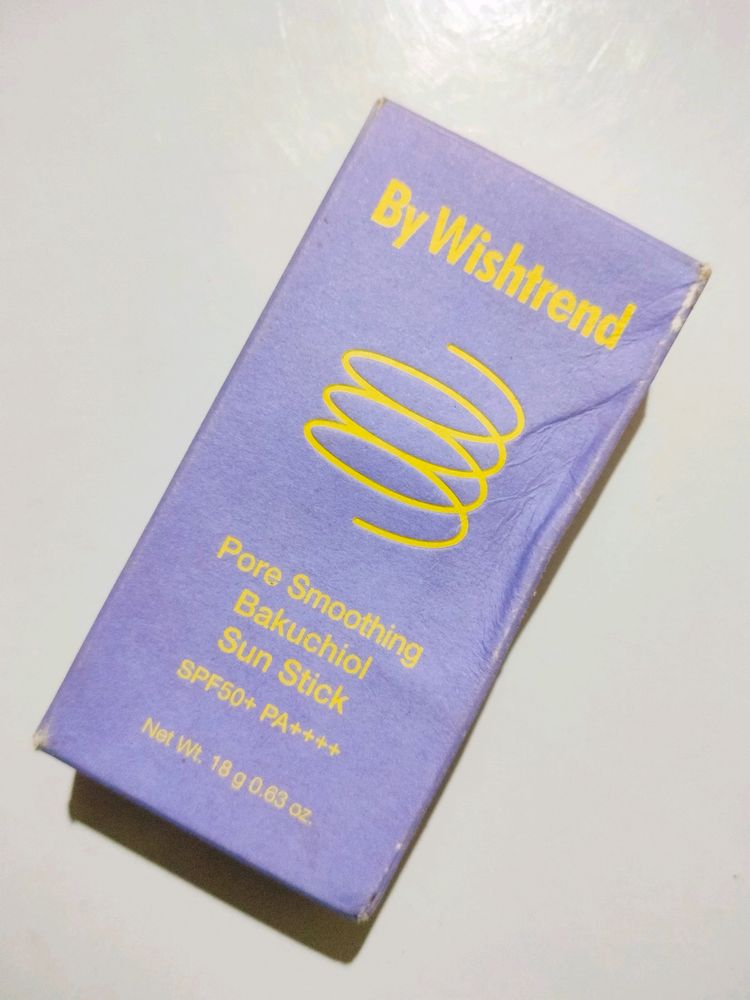 By Wishtrend
Pore Smoothing
Bakuchiol
Sun Stick
SPF50+ PA++++
Net Wt. 18 g 0.63 oz.